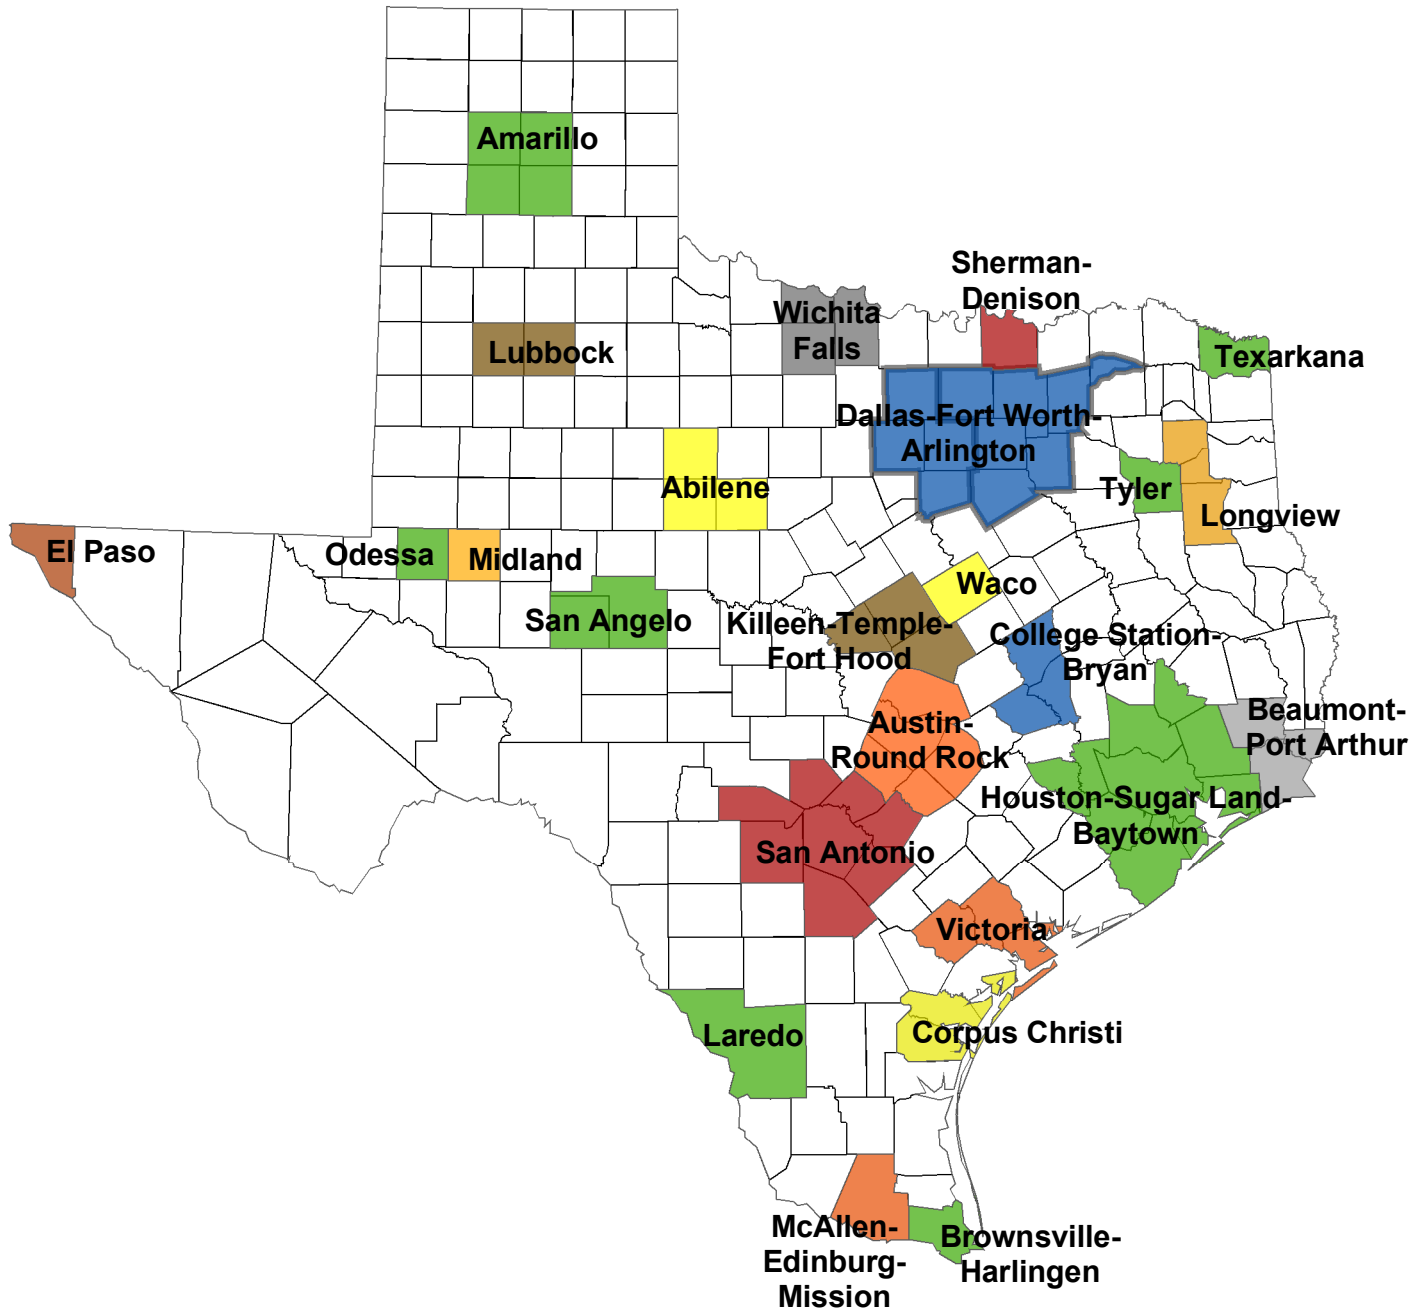 Amarillo
Sherman-
Denison
Wichita
Falls
Lubbock
Texarkana
Dallas-Fort Worth-
Arlington
Abilene
Tyler
Longview
El Paso
Odessa
Midland
Waco
San Angelo
Killeen-Temple-
Fort Hood
College Station-
Bryan
Beaumont-
Port Arthur
Austin-
Round Rock
Houston-Sugar Land-
Baytown
San Antonio
Victoria
Laredo
Corpus Christi
McAllen-
Edinburg-
Mission
Brownsville-
Harlingen